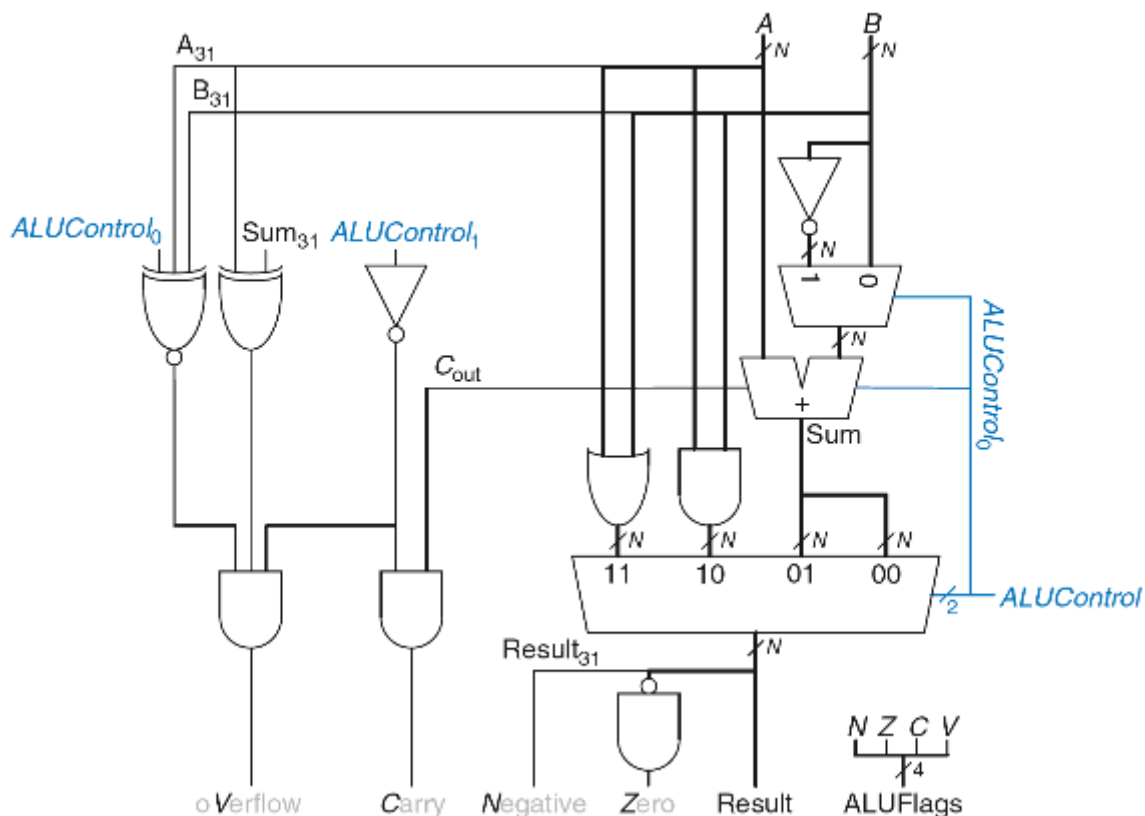 A B
N N
A31
B31
ALUControl0 Sum31 ALUControl1
N
1 0
ALUControl0
N
Cout
+
Sum
N N N N
11 10 01 00
2 ALUControl
N
Result31
N Z C V
4
oVerflow Carry Negative Zero Result ALUFlags